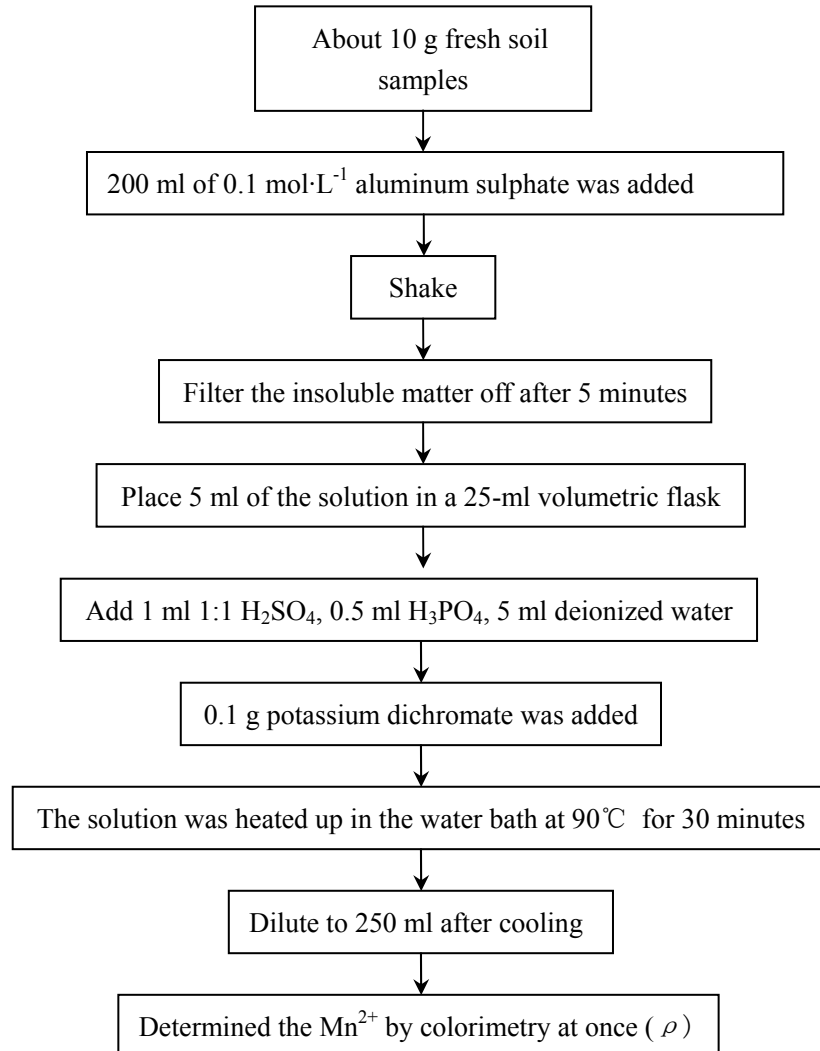 About 10 g fresh soil
samples
200 ml of 0.1 mol·L⁻¹ aluminum sulphate was added
Shake
Filter the insoluble matter off after 5 minutes
Place 5 ml of the solution in a 25-ml volumetric flask
Add 1 ml 1:1 H₂SO₄, 0.5 ml H₃PO₄, 5 ml deionized water
0.1 g potassium dichromate was added
The solution was heated up in the water bath at 90℃ for 30 minutes
Dilute to 250 ml after cooling
Determined the Mn²⁺ by colorimetry at once (ρ)